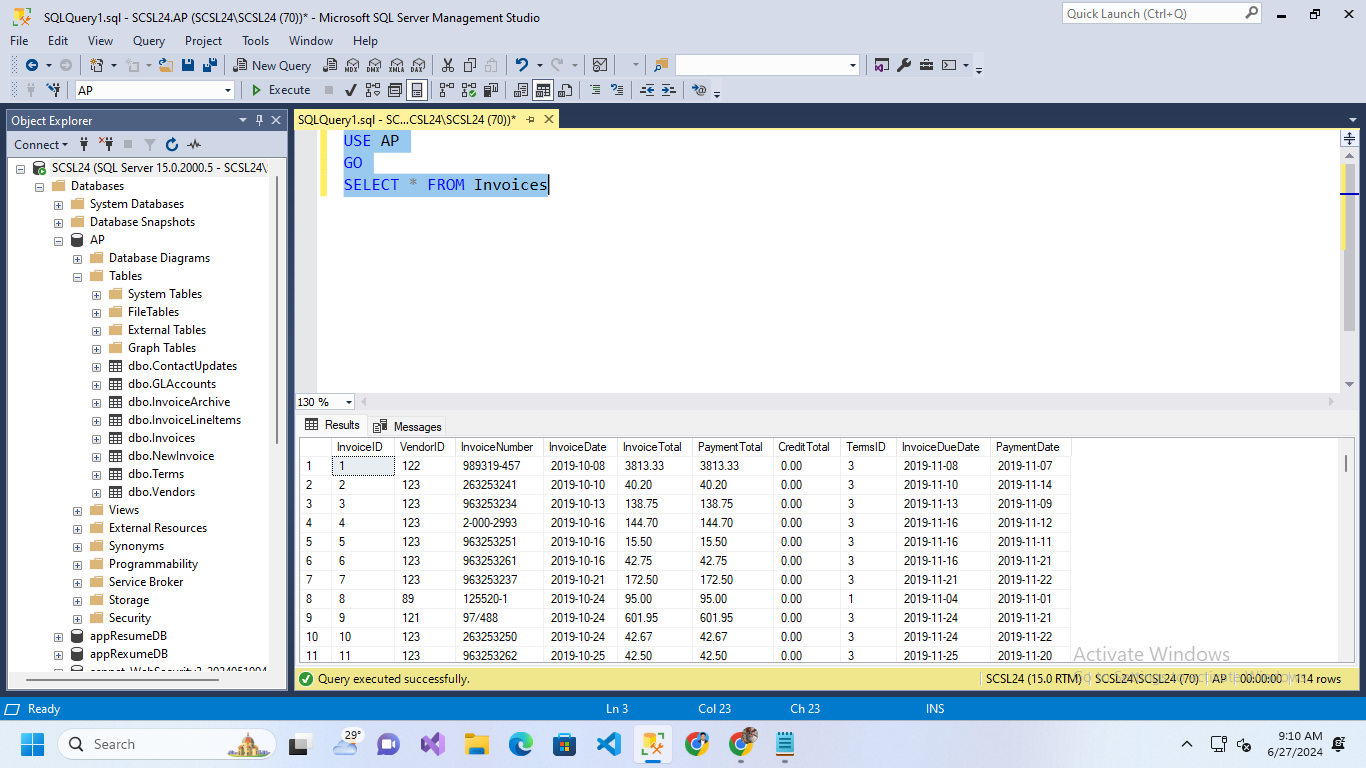 SQLQuery1.sql - SCSL24.AP (SCSL24\SCSL24 (70))* - Microsoft SQL Server Management Studio
Quick Launch (Ctrl+Q)
File Edit View Query Project Tools Window Help
New Query
MDX DMX XMLA DAX
AP
Execute
Object Explorer
Connect
SCSL24 (SQL Server 15.0.2000.5 - SCSL24\
Databases
System Databases
Database Snapshots
AP
Database Diagrams
Tables
System Tables
FileTables
External Tables
Graph Tables
dbo.ContactUpdates
dbo.GLAccounts
dbo.InvoiceArchive
dbo.InvoiceLineItems
dbo.Invoices
dbo.NewInvoice
dbo.Terms
dbo.Vendors
Views
External Resources
Synonyms
Programmability
Service Broker
Storage
Security
appResumeDB
appRexumeDB
SQLQuery1.sql - SC...CSL24\SCSL24 (70))*
USE AP
GO
SELECT * FROM Invoices
130 %
Results Messages
InvoiceID VendorID InvoiceNumber InvoiceDate InvoiceTotal PaymentTotal CreditTotal TermsID InvoiceDueDate PaymentDate
1 1 122 989319-457 2019-10-08 3813.33 3813.33 0.00 3 2019-11-08 2019-11-07
2 2 123 263253241 2019-10-10 40.20 40.20 0.00 3 2019-11-10 2019-11-14
3 3 123 963253234 2019-10-13 138.75 138.75 0.00 3 2019-11-13 2019-11-09
4 4 123 2-000-2993 2019-10-16 144.70 144.70 0.00 3 2019-11-16 2019-11-12
5 5 123 963253251 2019-10-16 15.50 15.50 0.00 3 2019-11-16 2019-11-11
6 6 123 963253261 2019-10-16 42.75 42.75 0.00 3 2019-11-16 2019-11-21
7 7 123 963253237 2019-10-21 172.50 172.50 0.00 3 2019-11-21 2019-11-22
8 8 89 125520-1 2019-10-24 95.00 95.00 0.00 1 2019-11-04 2019-11-01
9 9 121 97/488 2019-10-24 601.95 601.95 0.00 3 2019-11-24 2019-11-21
10 10 123 263253250 2019-10-24 42.67 42.67 0.00 3 2019-11-24 2019-11-22
11 11 123 963253262 2019-10-25 42.50 42.50 0.00 3 2019-11-25 2019-11-20
Activate Windows
Query executed successfully.
SCSL24 (15.0 RTM) SCSL24\SCSL24 (70) AP 00:00:00 114 rows
Ready
Ln 3 Col 23 Ch 23 INS
Search
29°
9:10 AM
6/27/2024